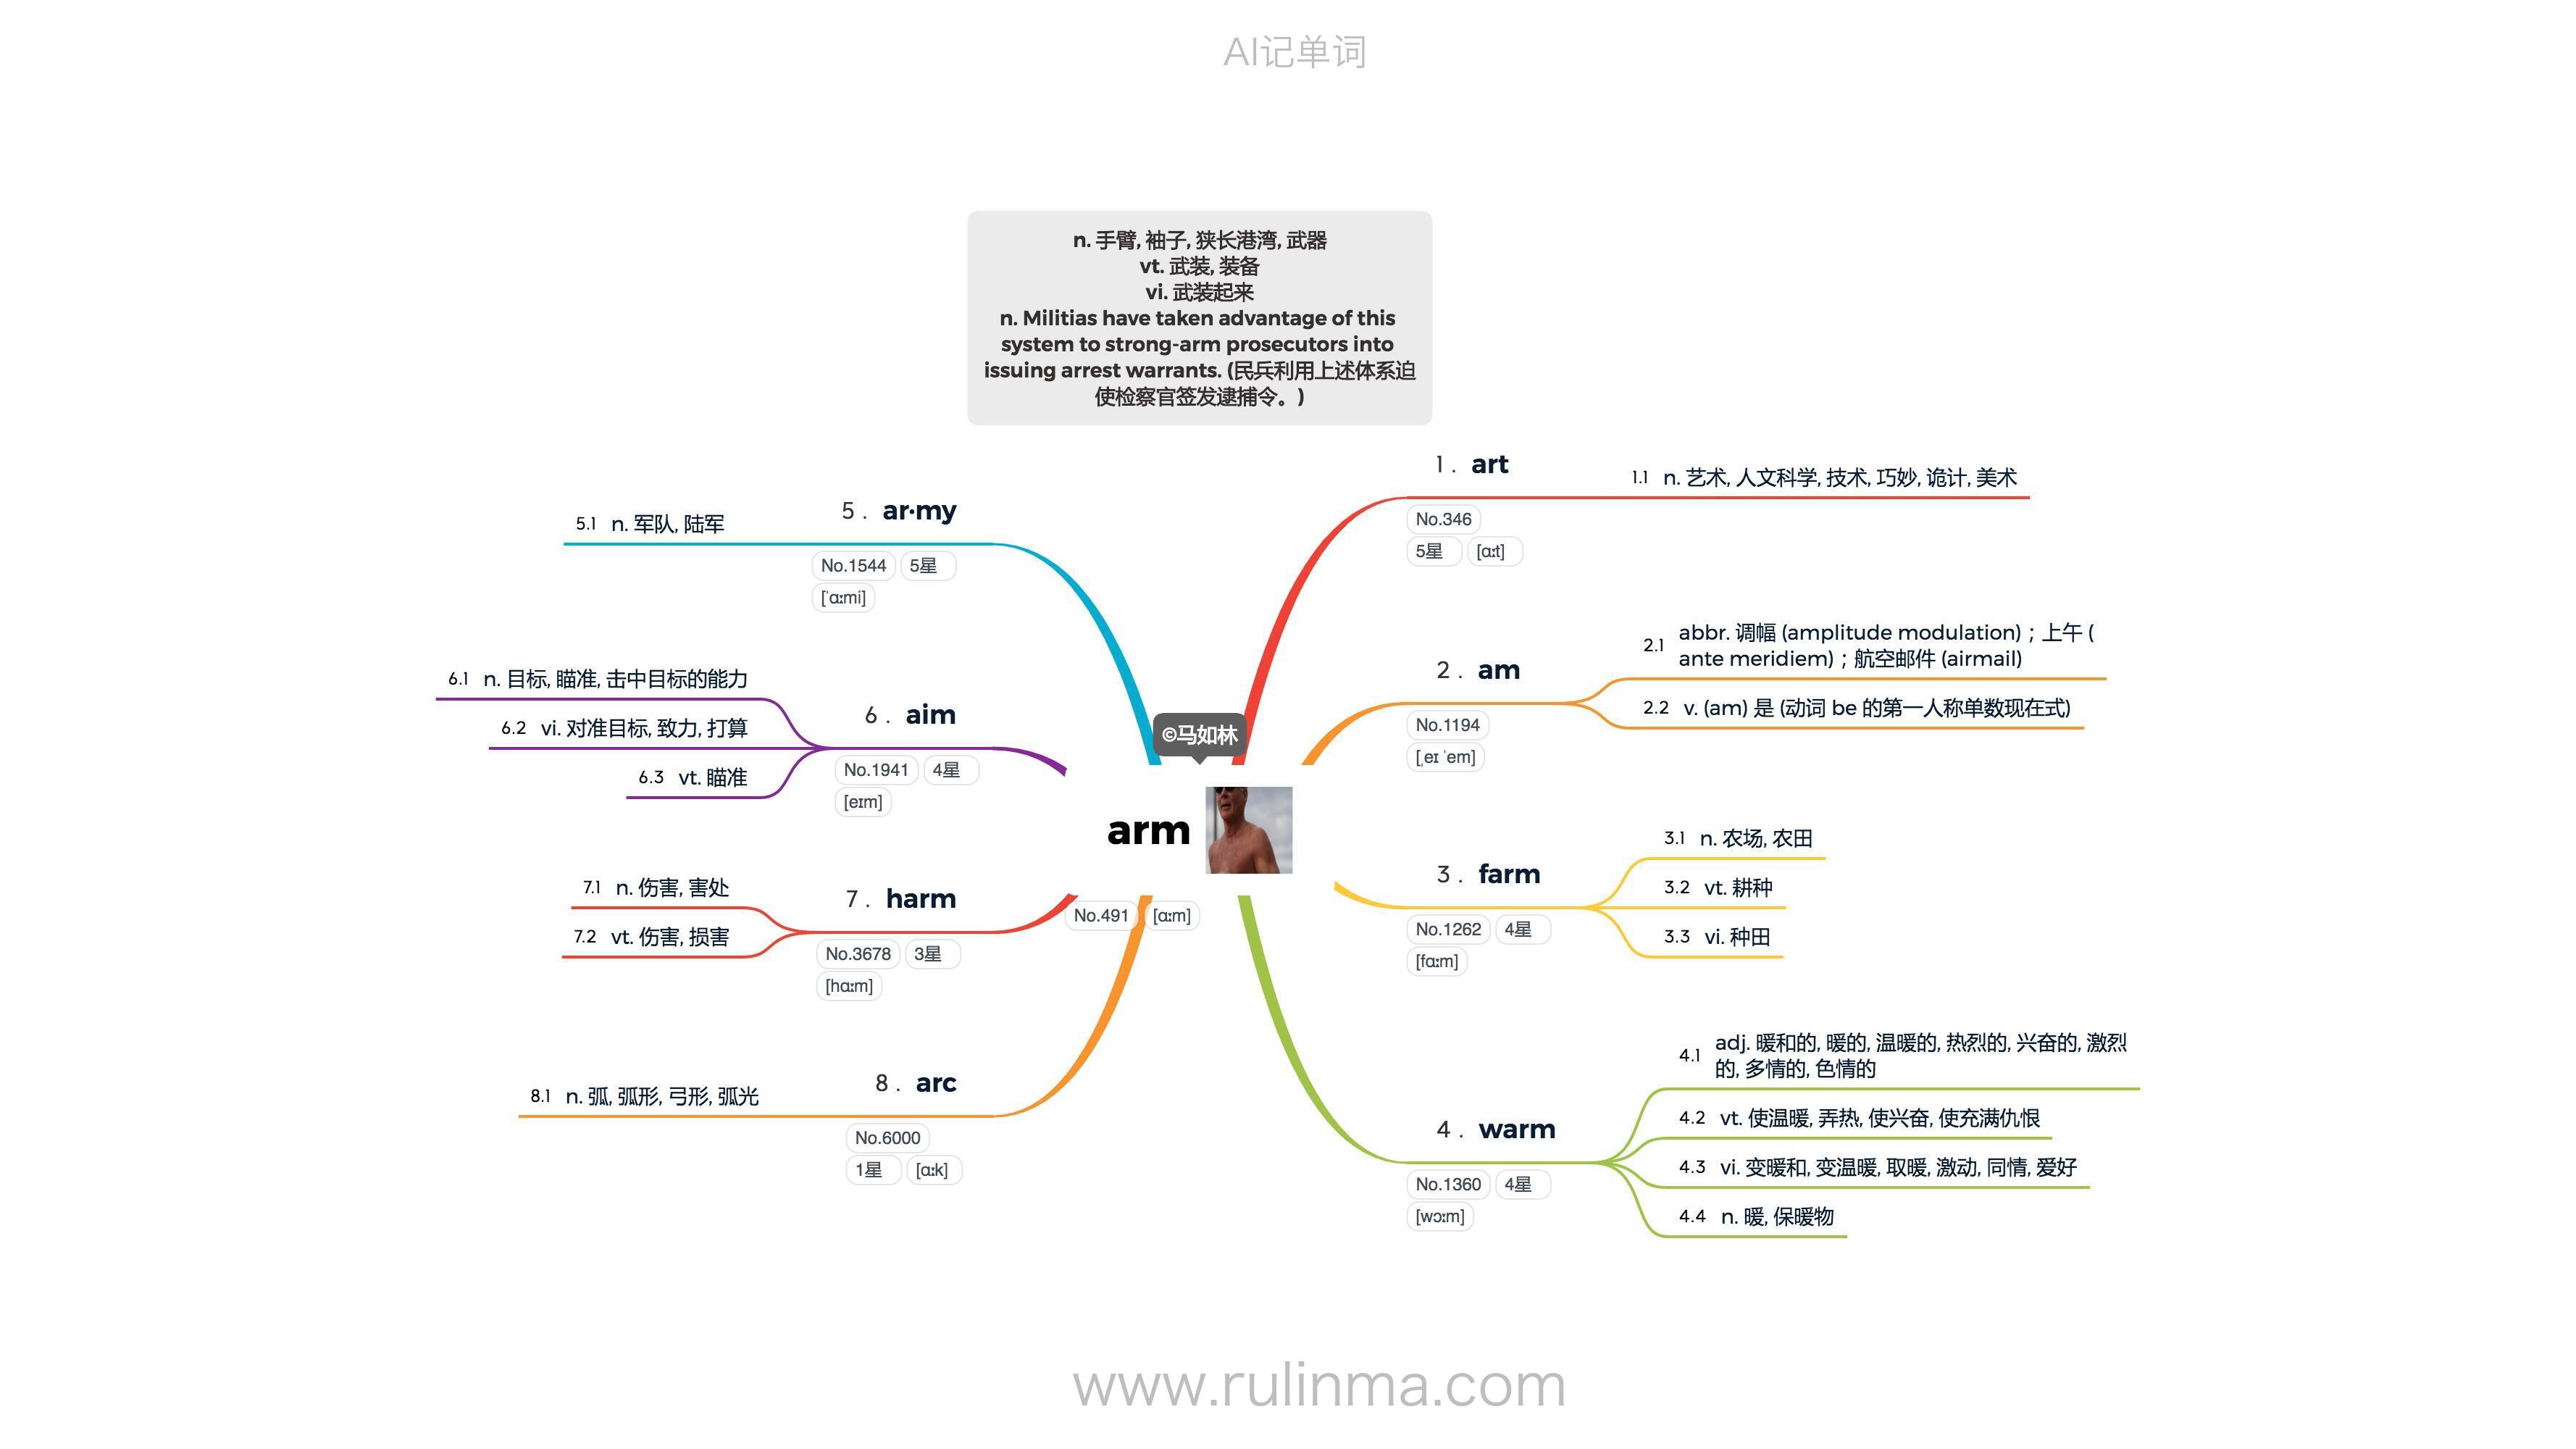 AI记单词
n. 手臂, 袖子, 狭长港湾, 武器
vt. 武装, 装备
vi. 武装起来
n. Militias have taken advantage of this
system to strong-arm prosecutors into
issuing arrest warrants. (民兵利用上述体系迫
使检察官签发逮捕令。)
©马如林
arm
No.491 [ɑːm]
1 . art
No.346
5星 [ɑːt]
1.1 n. 艺术, 人文科学, 技术, 巧妙, 诡计, 美术
2 . am
No.1194
[ˌeɪ ˈem]
2.1 abbr. 调幅 (amplitude modulation)；上午 (
ante meridiem)；航空邮件 (airmail)
2.2 v. (am) 是 (动词 be 的第一人称单数现在式)
3 . farm
No.1262 4星
[fɑːm]
3.1 n. 农场, 农田
3.2 vt. 耕种
3.3 vi. 种田
4 . warm
No.1360 4星
[wɔːm]
4.1 adj. 暖和的, 暖的, 温暖的, 热烈的, 兴奋的, 激烈
的, 多情的, 色情的
4.2 vt. 使温暖, 弄热, 使兴奋, 使充满仇恨
4.3 vi. 变暖和, 变温暖, 取暖, 激动, 同情, 爱好
4.4 n. 暖, 保暖物
5 . ar·my
No.1544 5星
[ˈɑːmi]
5.1 n. 军队, 陆军
6 . aim
No.1941 4星
[eɪm]
6.1 n. 目标, 瞄准, 击中目标的能力
6.2 vi. 对准目标, 致力, 打算
6.3 vt. 瞄准
7 . harm
No.3678 3星
[hɑːm]
7.1 n. 伤害, 害处
7.2 vt. 伤害, 损害
8 . arc
No.6000
1星 [ɑːk]
8.1 n. 弧, 弧形, 弓形, 弧光
www.rulinma.com